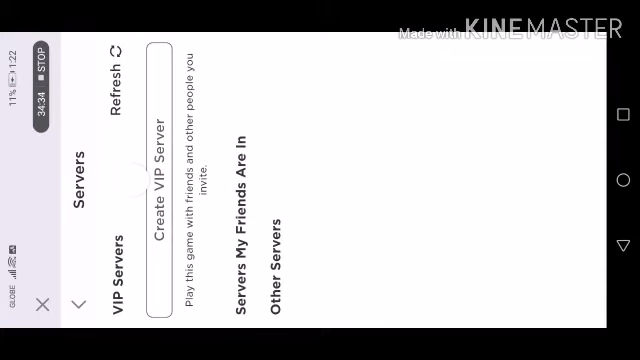 Made with KINEMASTER
GLOBE 11% 1:22
34:34 STOP
Servers
VIP Servers Refresh
Create VIP Server
Play this game with friends and other people you
invite.
Servers My Friends Are In
Other Servers